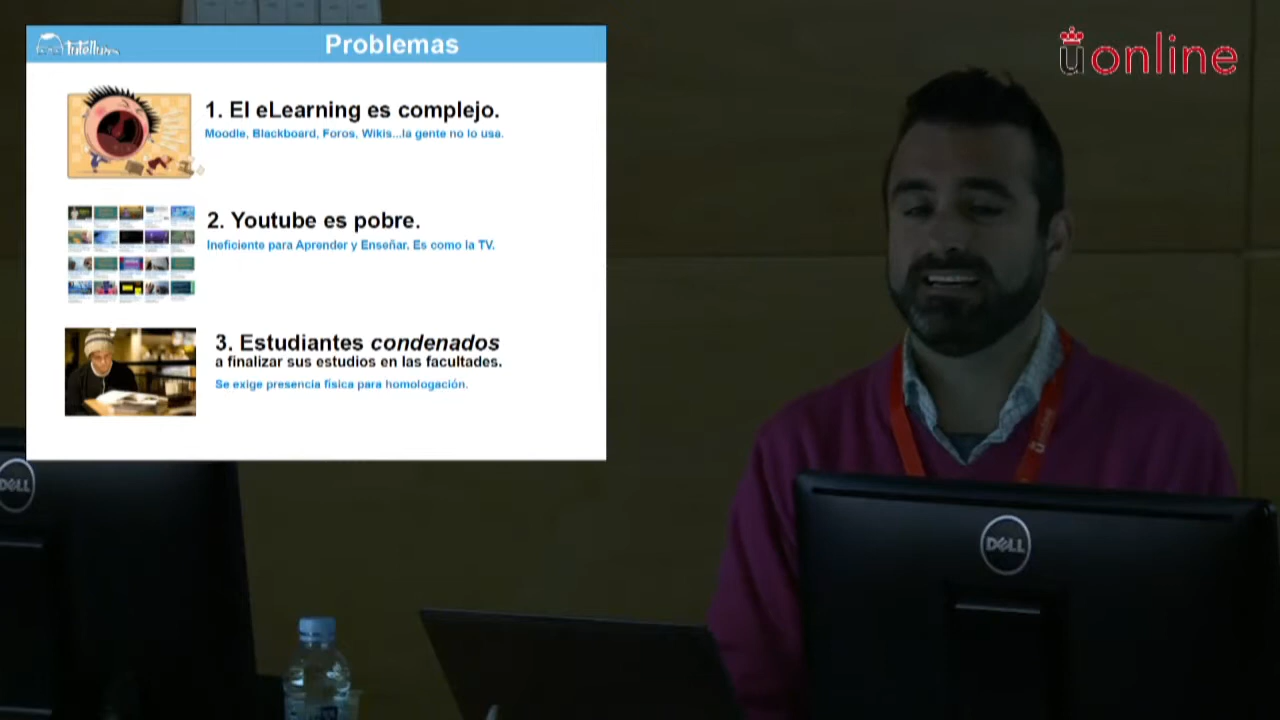 Tutellus
Problemas
uonline
1. El eLearning es complejo.
Moodle, Blackboard, Foros, Wikis...la gente no lo usa.
2. Youtube es pobre.
Ineficiente para Aprender y Enseñar. Es como la TV.
3. Estudiantes condenados
a finalizar sus estudios en las facultades.
Se exige presencia física para homologación.
DELL
DELL